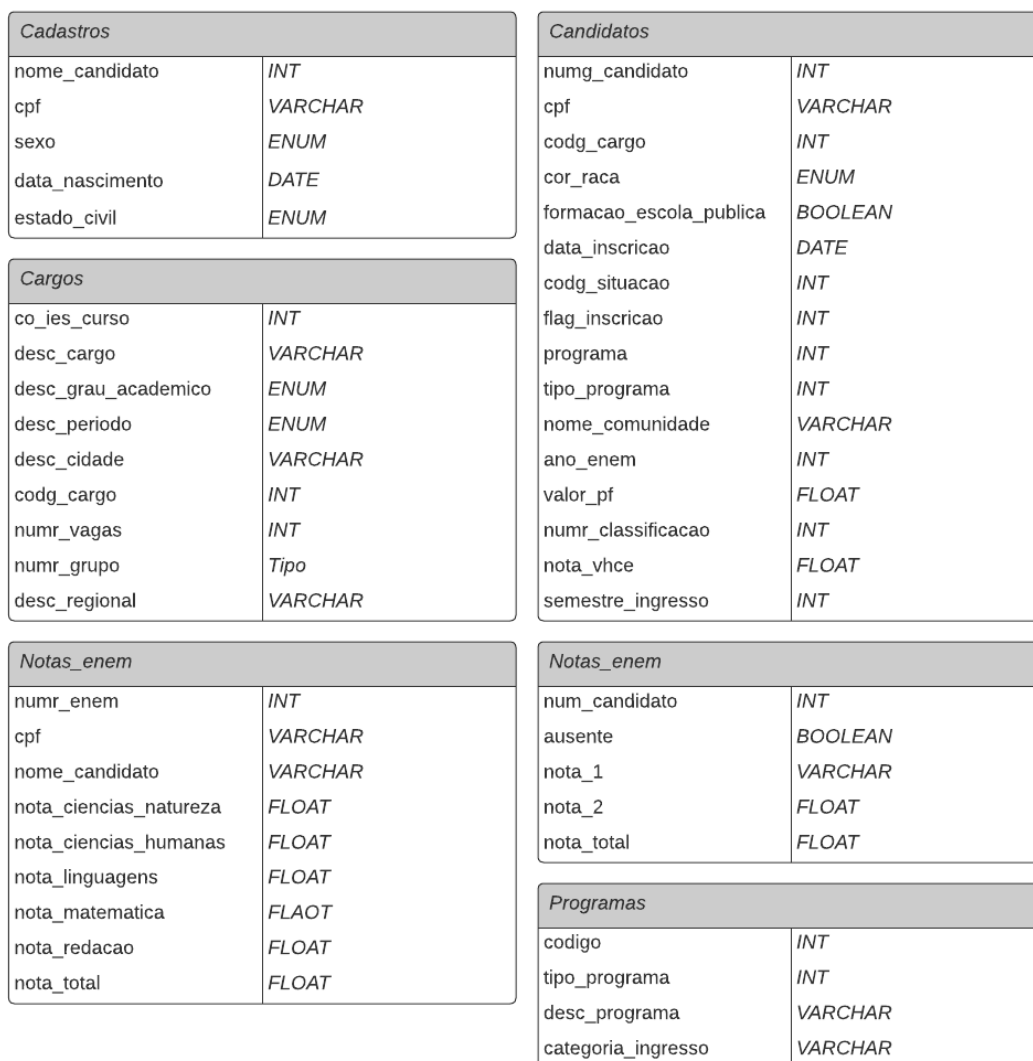 Cadastros
nome_candidato INT
cpf VARCHAR
sexo ENUM
data_nascimento DATE
estado_civil ENUM
Cargos
co_ies_curso INT
desc_cargo VARCHAR
desc_grau_academico ENUM
desc_periodo ENUM
desc_cidade VARCHAR
codg_cargo INT
numr_vagas INT
numr_grupo Tipo
desc_regional VARCHAR
Notas_enem
numr_enem INT
cpf VARCHAR
nome_candidato VARCHAR
nota_ciencias_natureza FLOAT
nota_ciencias_humanas FLOAT
nota_linguagens FLOAT
nota_matematica FLAOT
nota_redacao FLOAT
nota_total FLOAT
Candidatos
numg_candidato INT
cpf VARCHAR
codg_cargo INT
cor_raca ENUM
formacao_escola_publica BOOLEAN
data_inscricao DATE
codg_situacao INT
flag_inscricao INT
programa INT
tipo_programa INT
nome_comunidade VARCHAR
ano_enem INT
valor_pf FLOAT
numr_classificacao INT
nota_vhce FLOAT
semestre_ingresso INT
Notas_enem
num_candidato INT
ausente BOOLEAN
nota_1 VARCHAR
nota_2 FLOAT
nota_total FLOAT
Programas
codigo INT
tipo_programa INT
desc_programa VARCHAR
categoria_ingresso VARCHAR